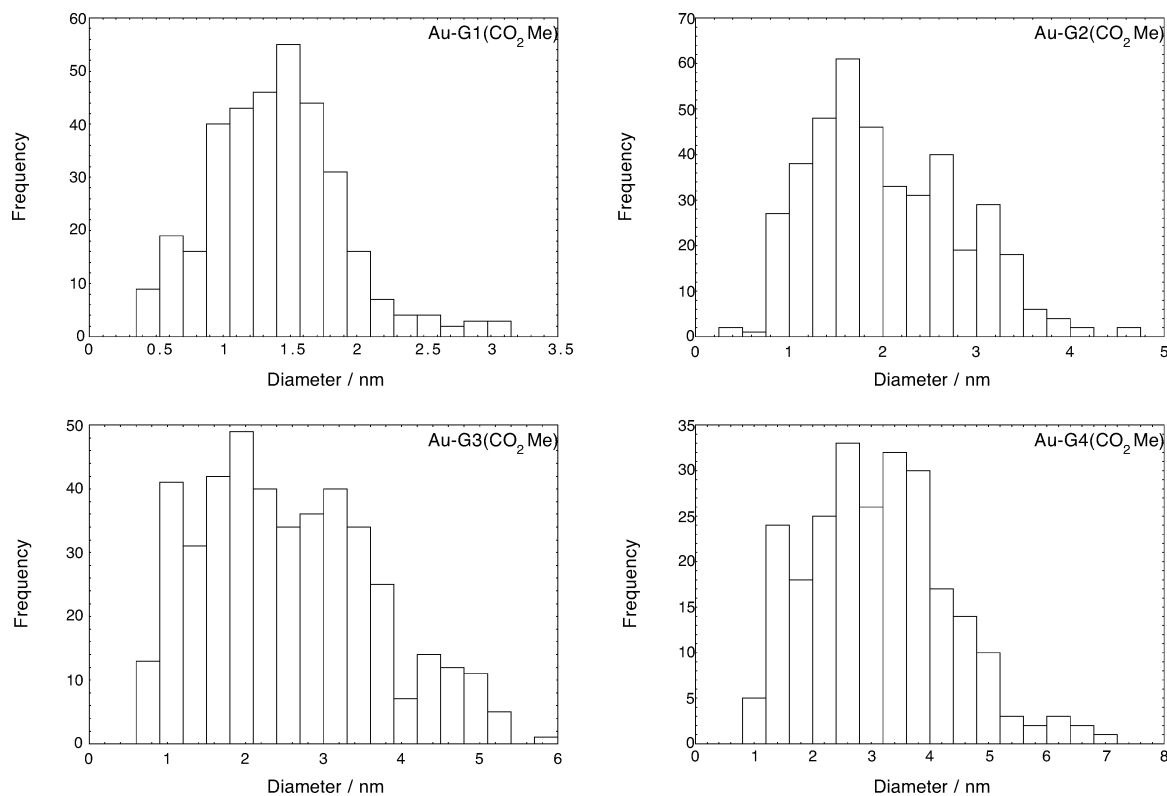 Au-G1(CO2Me)
60
50
40
30
20
10
0
Frequency
0 0.5 1 1.5 2 2.5 3 3.5
Diameter / nm
Au-G2(CO2Me)
70
60
50
40
30
20
10
0
Frequency
0 1 2 3 4 5
Diameter / nm
Au-G3(CO2Me)
50
40
30
20
10
0
Frequency
0 1 2 3 4 5 6
Diameter / nm
Au-G4(CO2Me)
35
30
25
20
15
10
5
0
Frequency
0 1 2 3 4 5 6 7 8
Diameter / nm